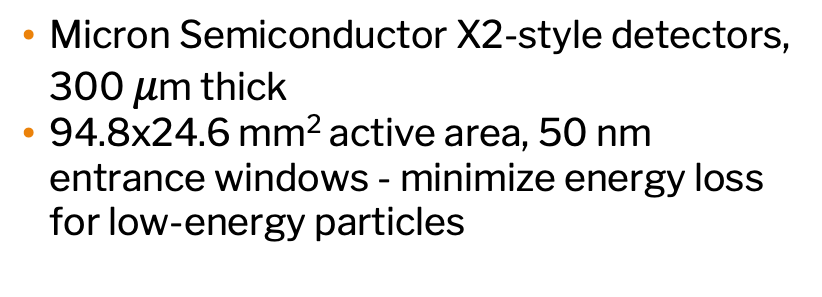 • Micron Semiconductor X2-style detectors,
300 μm thick
• 94.8x24.6 mm² active area, 50 nm
entrance windows - minimize energy loss
for low-energy particles